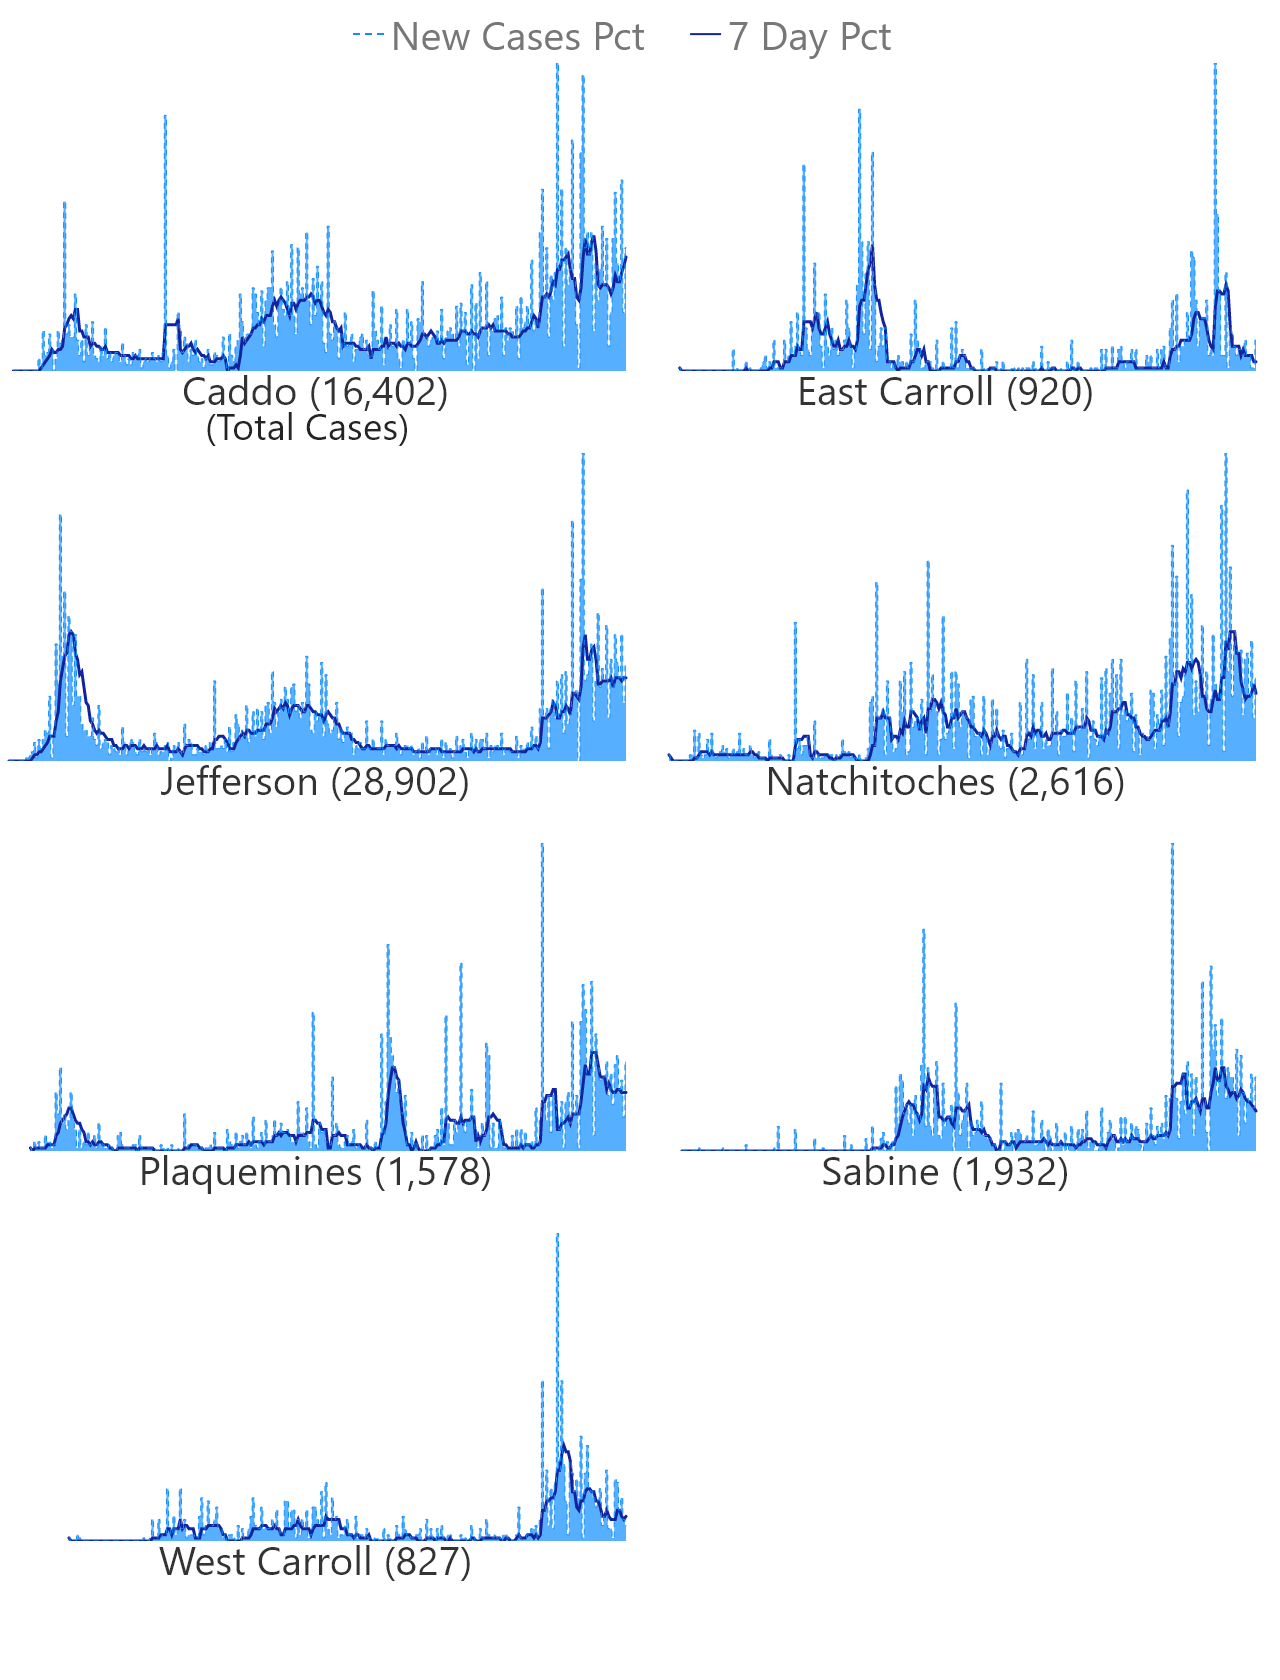 New Cases Pct 7 Day Pct
Caddo (16,402)
(Total Cases)
East Carroll (920)
Jefferson (28,902)
Natchitoches (2,616)
Plaquemines (1,578)
Sabine (1,932)
West Carroll (827)